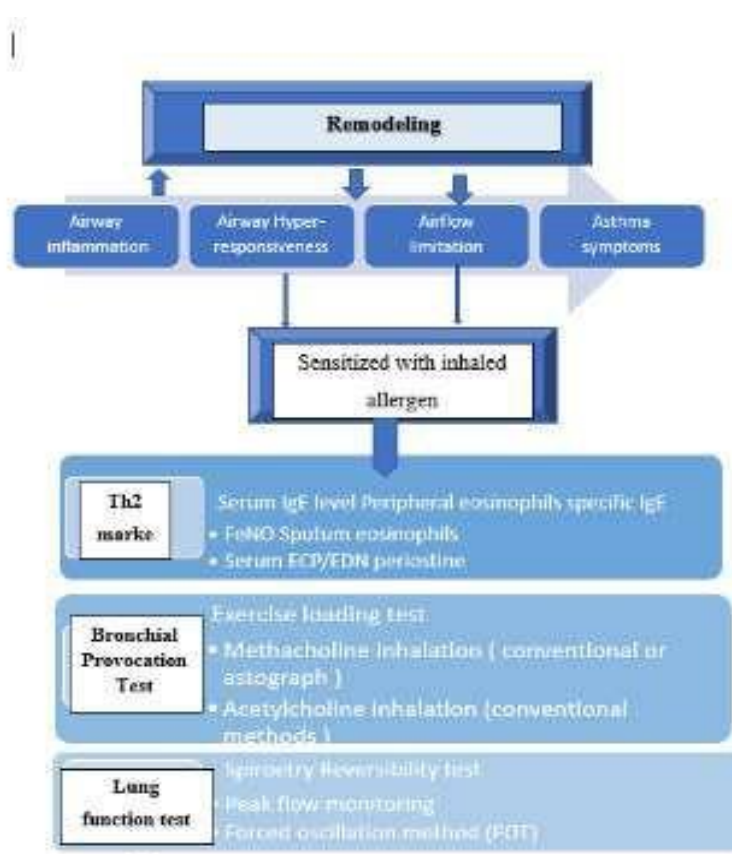 Remodeling
Airway
inflammation
Airway Hyper-
responsiveness
Airflow
limitation
Asthma
symptoms
Sensitized with inhaled
allergen
Th2
marke
Serum IgE level Peripheral eosinophils specific IgE
• FeNO Sputum eosinophils
• Serum ECP/EDN periostine
Bronchial
Provocation
Test
Exercise loading test
• Methacholine Inhalation ( conventional or
astograph )
• Acetylcholine Inhalation (conventional
methods )
Lung
function test
Spiroetry Reversibility test
• Peak flow monitoring
• Forced oscillation method (FOT)